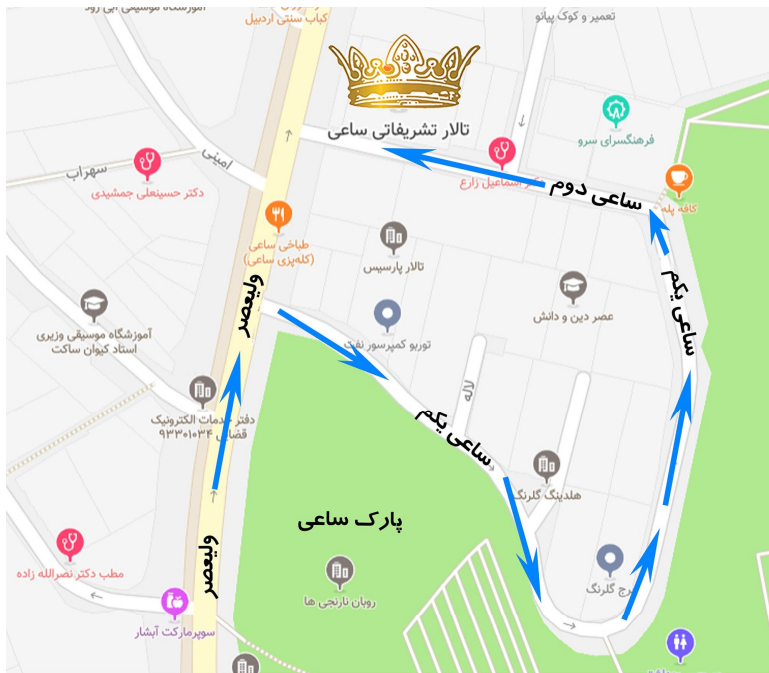 کباب سنتی اردبیل
تعمیر و کوک پیانو
تالار تشریفاتی ساعی
فرهنگسرای سرو
امینی
سهراب
دکتر حسینعلی جمشیدی
دکتر اسماعیل زارع
ساعی دوم
کافه پله
طباخی ساعی
(کله‌پزی ساعی)
تالار پارسیس
ولیعصر
ساعی یکم
عصر دین و دانش
آموزشگاه موسیقی وزیری
استاد کیوان ساکت
توربو کمپرسور نفت
لاله
دفتر خدمات الکترونیک
قضایی ۹۳۳۰۱۰۳۴
ساعی یکم
هلدینگ گلرنگ
پارک ساعی
ولیعصر
مطب دکتر نصرالله زاده
روبان نارنجی ها
برج گلرنگ
سوپرمارکت آبشار